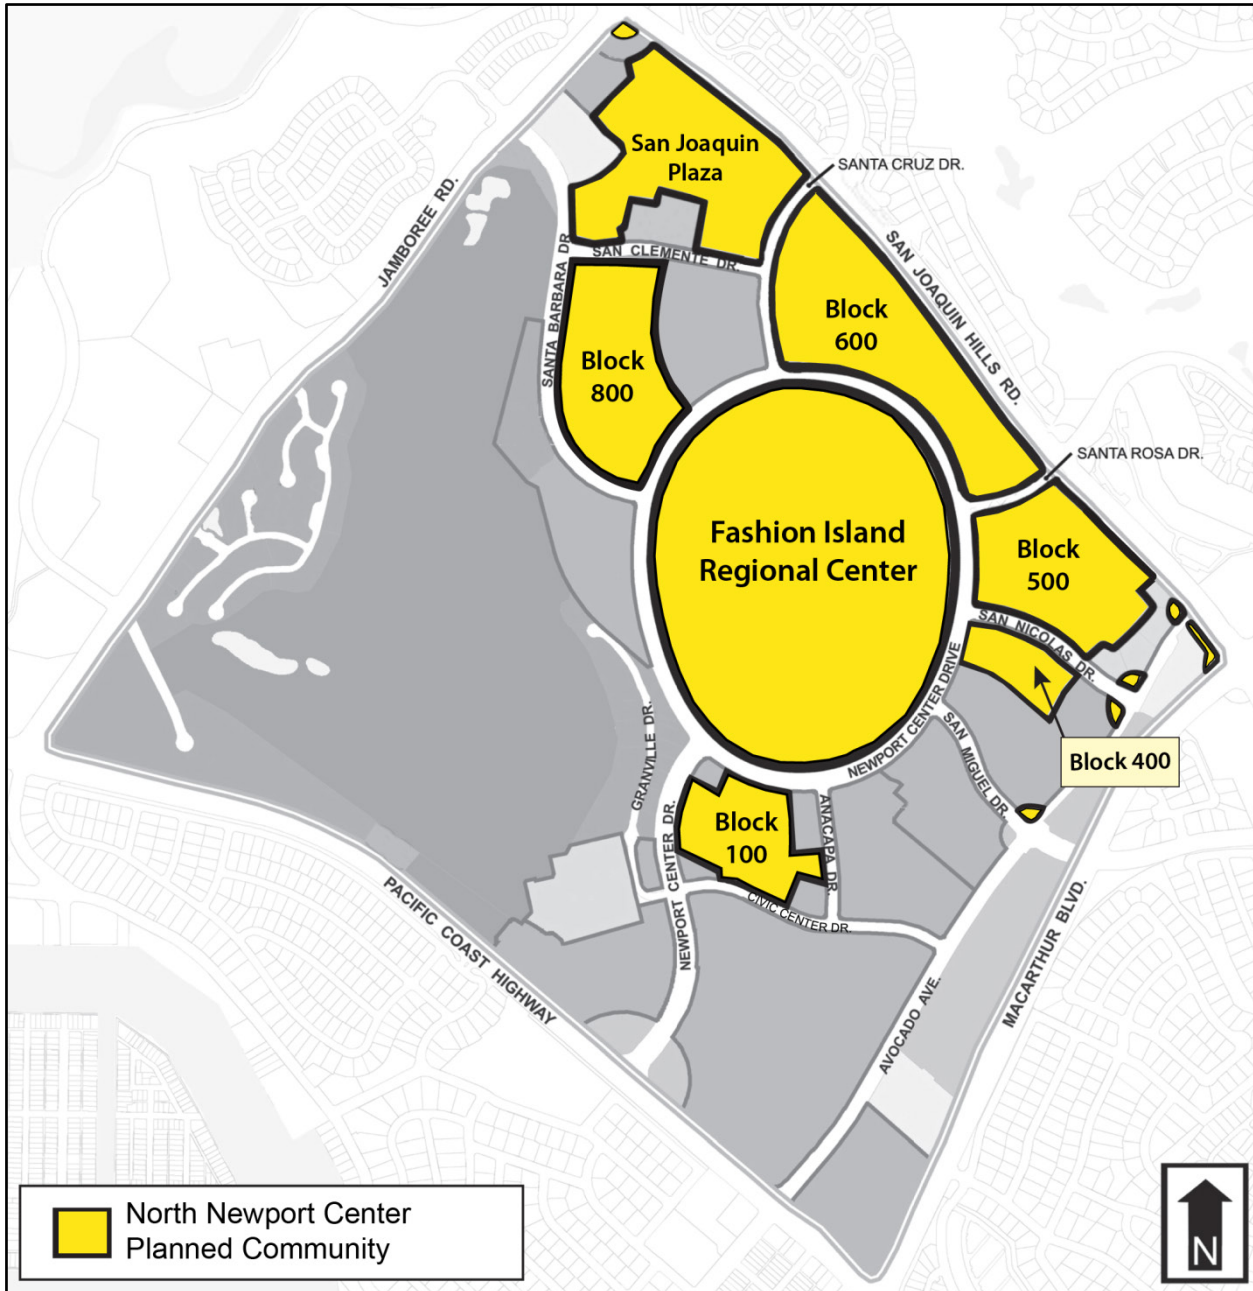 San Joaquin
Plaza
SANTA CRUZ DR.
JAMBOREE RD.
SAN CLEMENTE DR.
SANTA BARBARA DR.
SAN JOAQUIN HILLS RD.
Block
600
Block
800
SANTA ROSA DR.
Fashion Island
Regional Center
Block
500
SAN NICOLAS DR.
NEWPORT CENTER DRIVE
Block 400
SAN MIGUEL DR.
GRANVILLE DR.
Block
100
ANACAPA DR.
NEWPORT CENTER DR.
CIVIC CENTER DR.
PACIFIC COAST HIGHWAY
AVOCADO AVE.
MACARTHUR BLVD.
North Newport Center
Planned Community
N